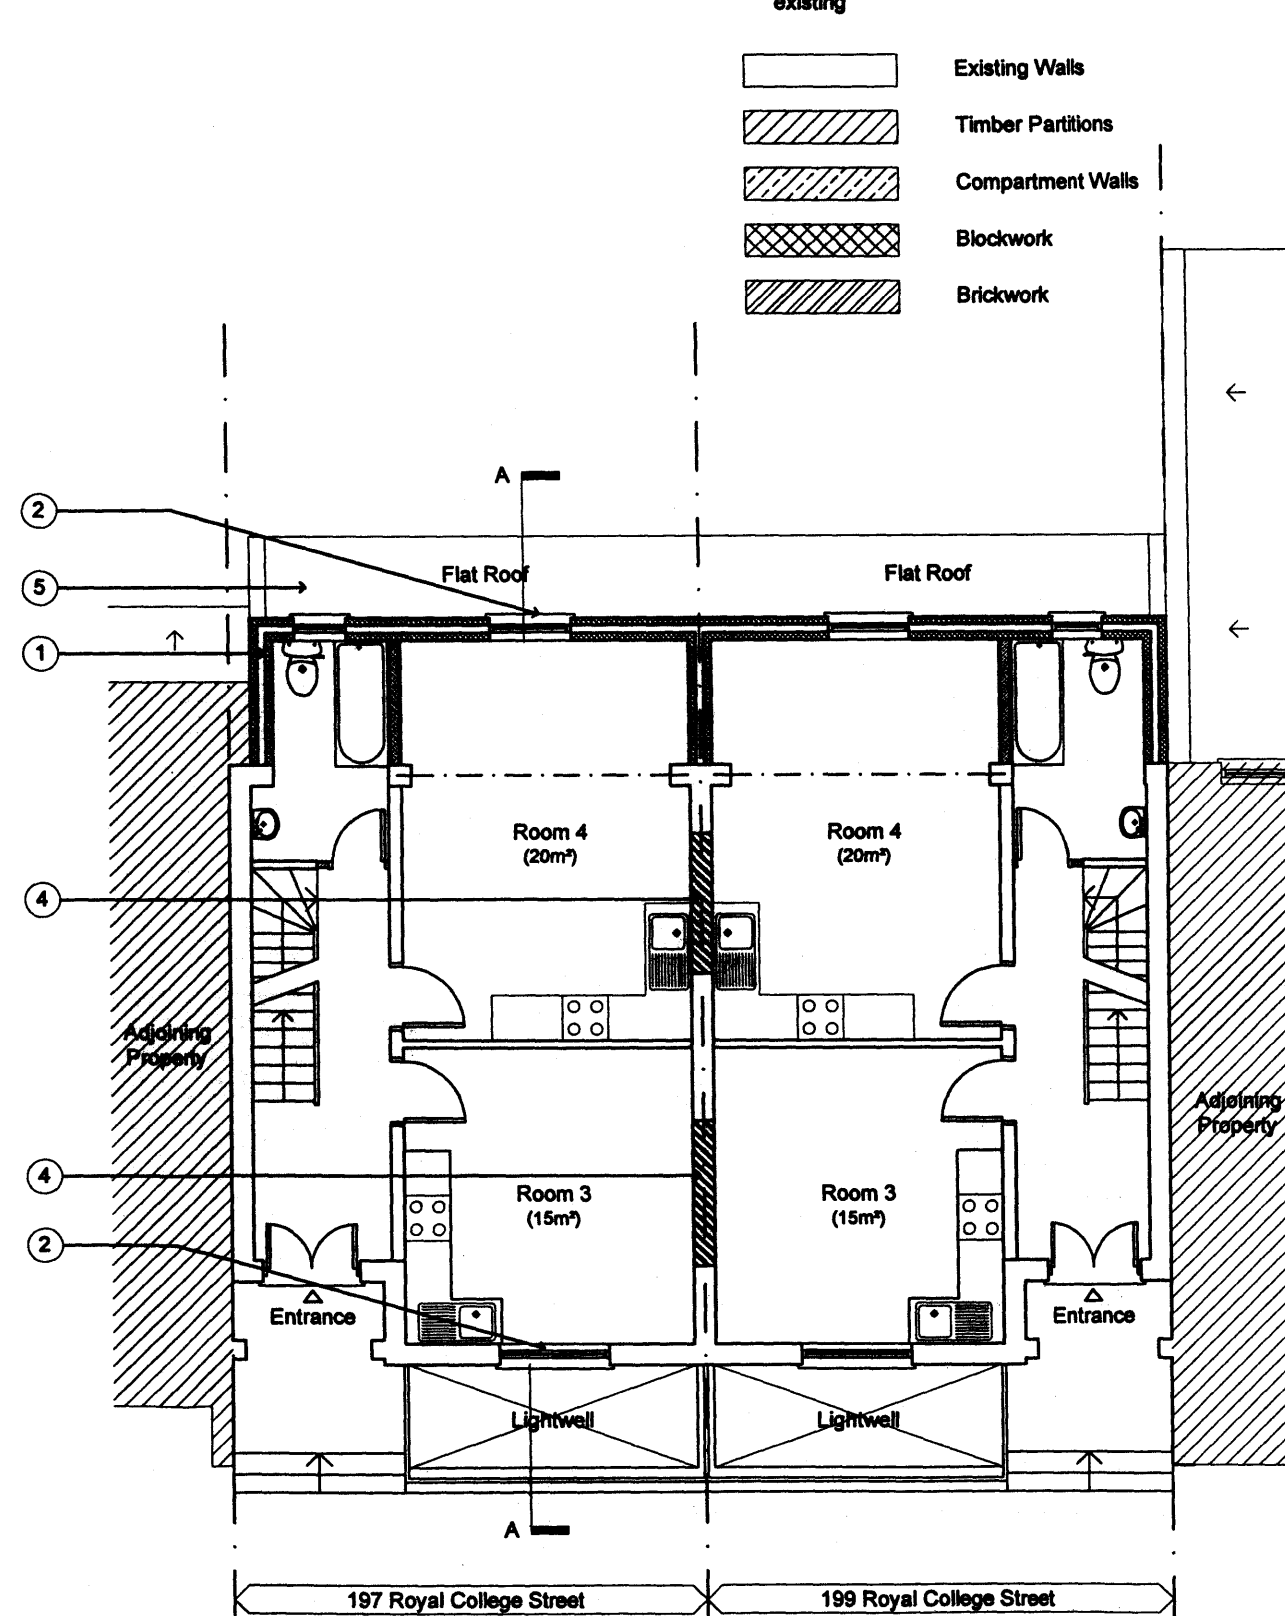 existing
Existing Walls
Timber Partitions
Compartment Walls
Blockwork
Brickwork
A
2
5
Flat Roof
Flat Roof
1
Room 4
(20m²)
Room 4
(20m²)
4
Adjoining
Property
Adjoining
Property
4
Room 3
(15m²)
Room 3
(15m²)
2
Entrance
Entrance
Lightwell
Lightwell
A
197 Royal College Street
199 Royal College Street